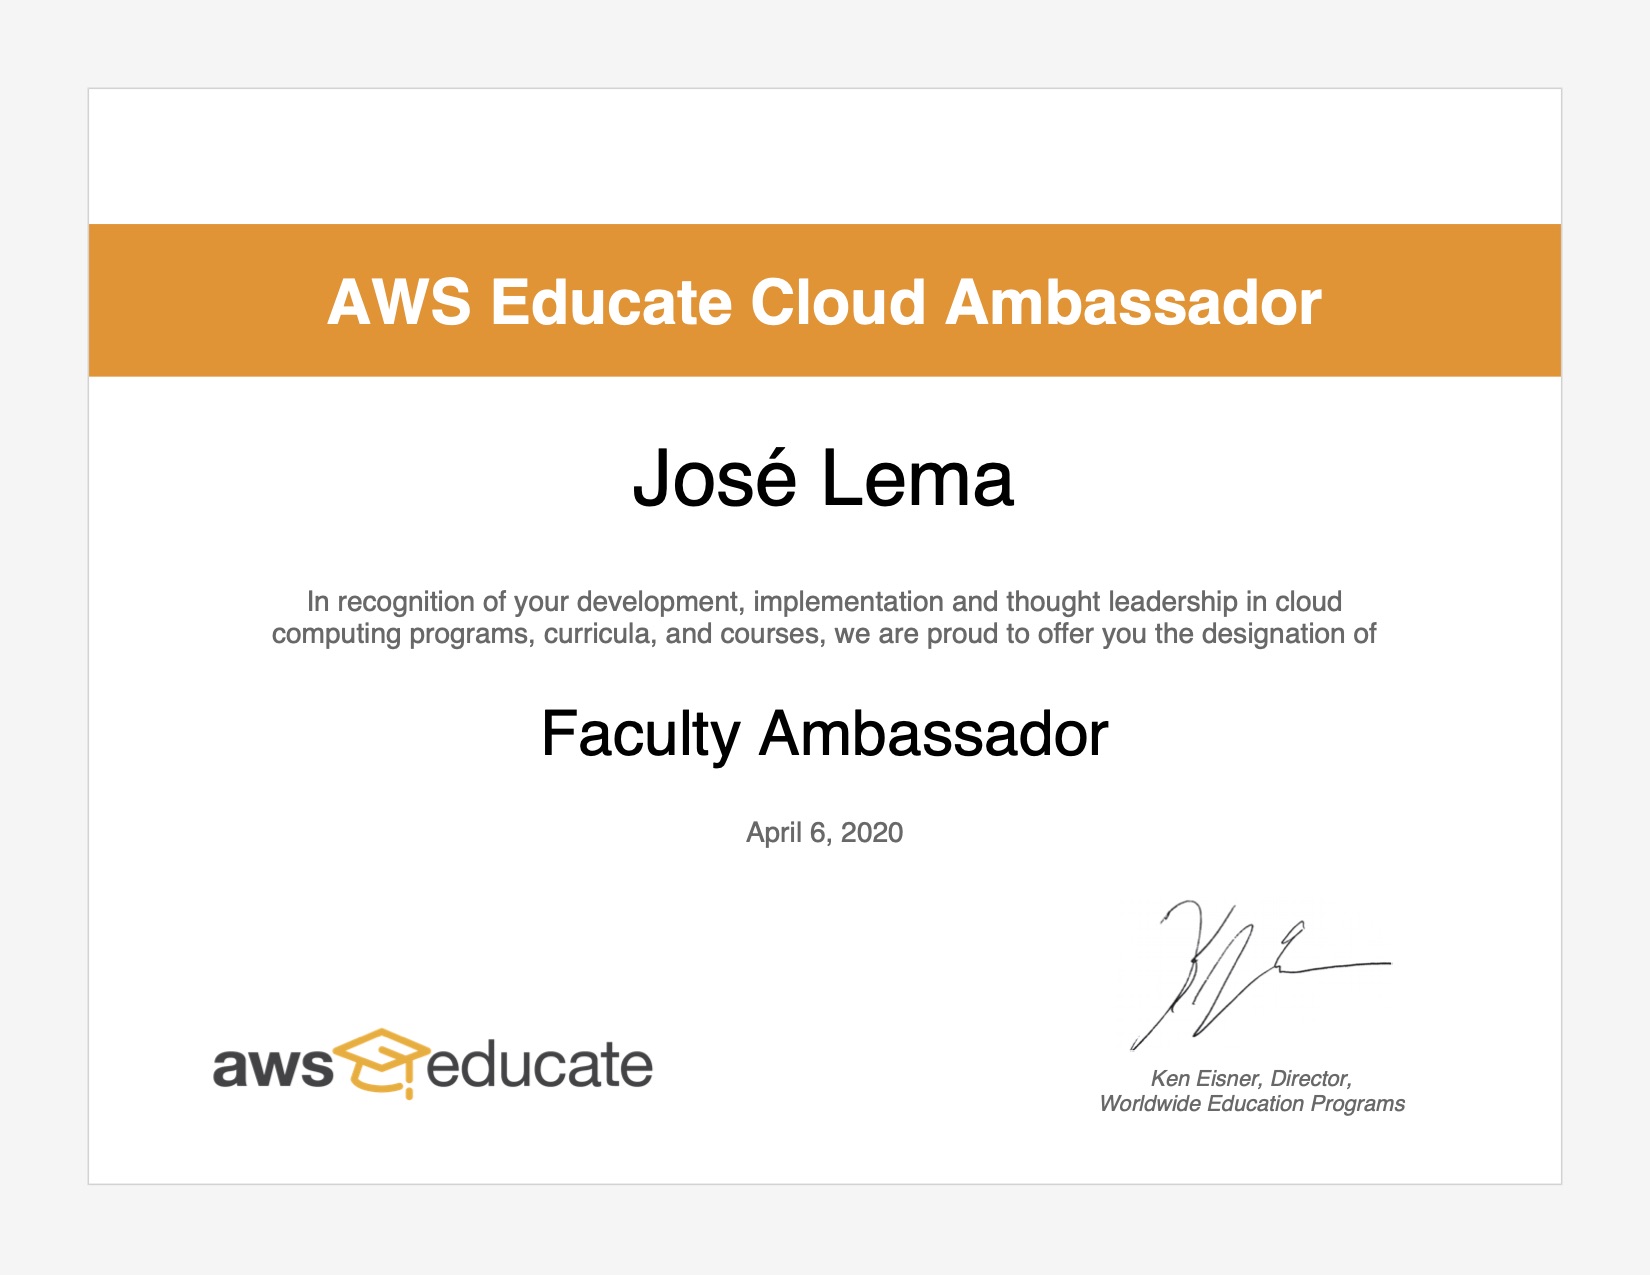 AWS Educate Cloud Ambassador
José Lema
In recognition of your development, implementation and thought leadership in cloud
computing programs, curricula, and courses, we are proud to offer you the designation of
Faculty Ambassador
April 6, 2020
aws educate
Ken Eisner, Director,
Worldwide Education Programs